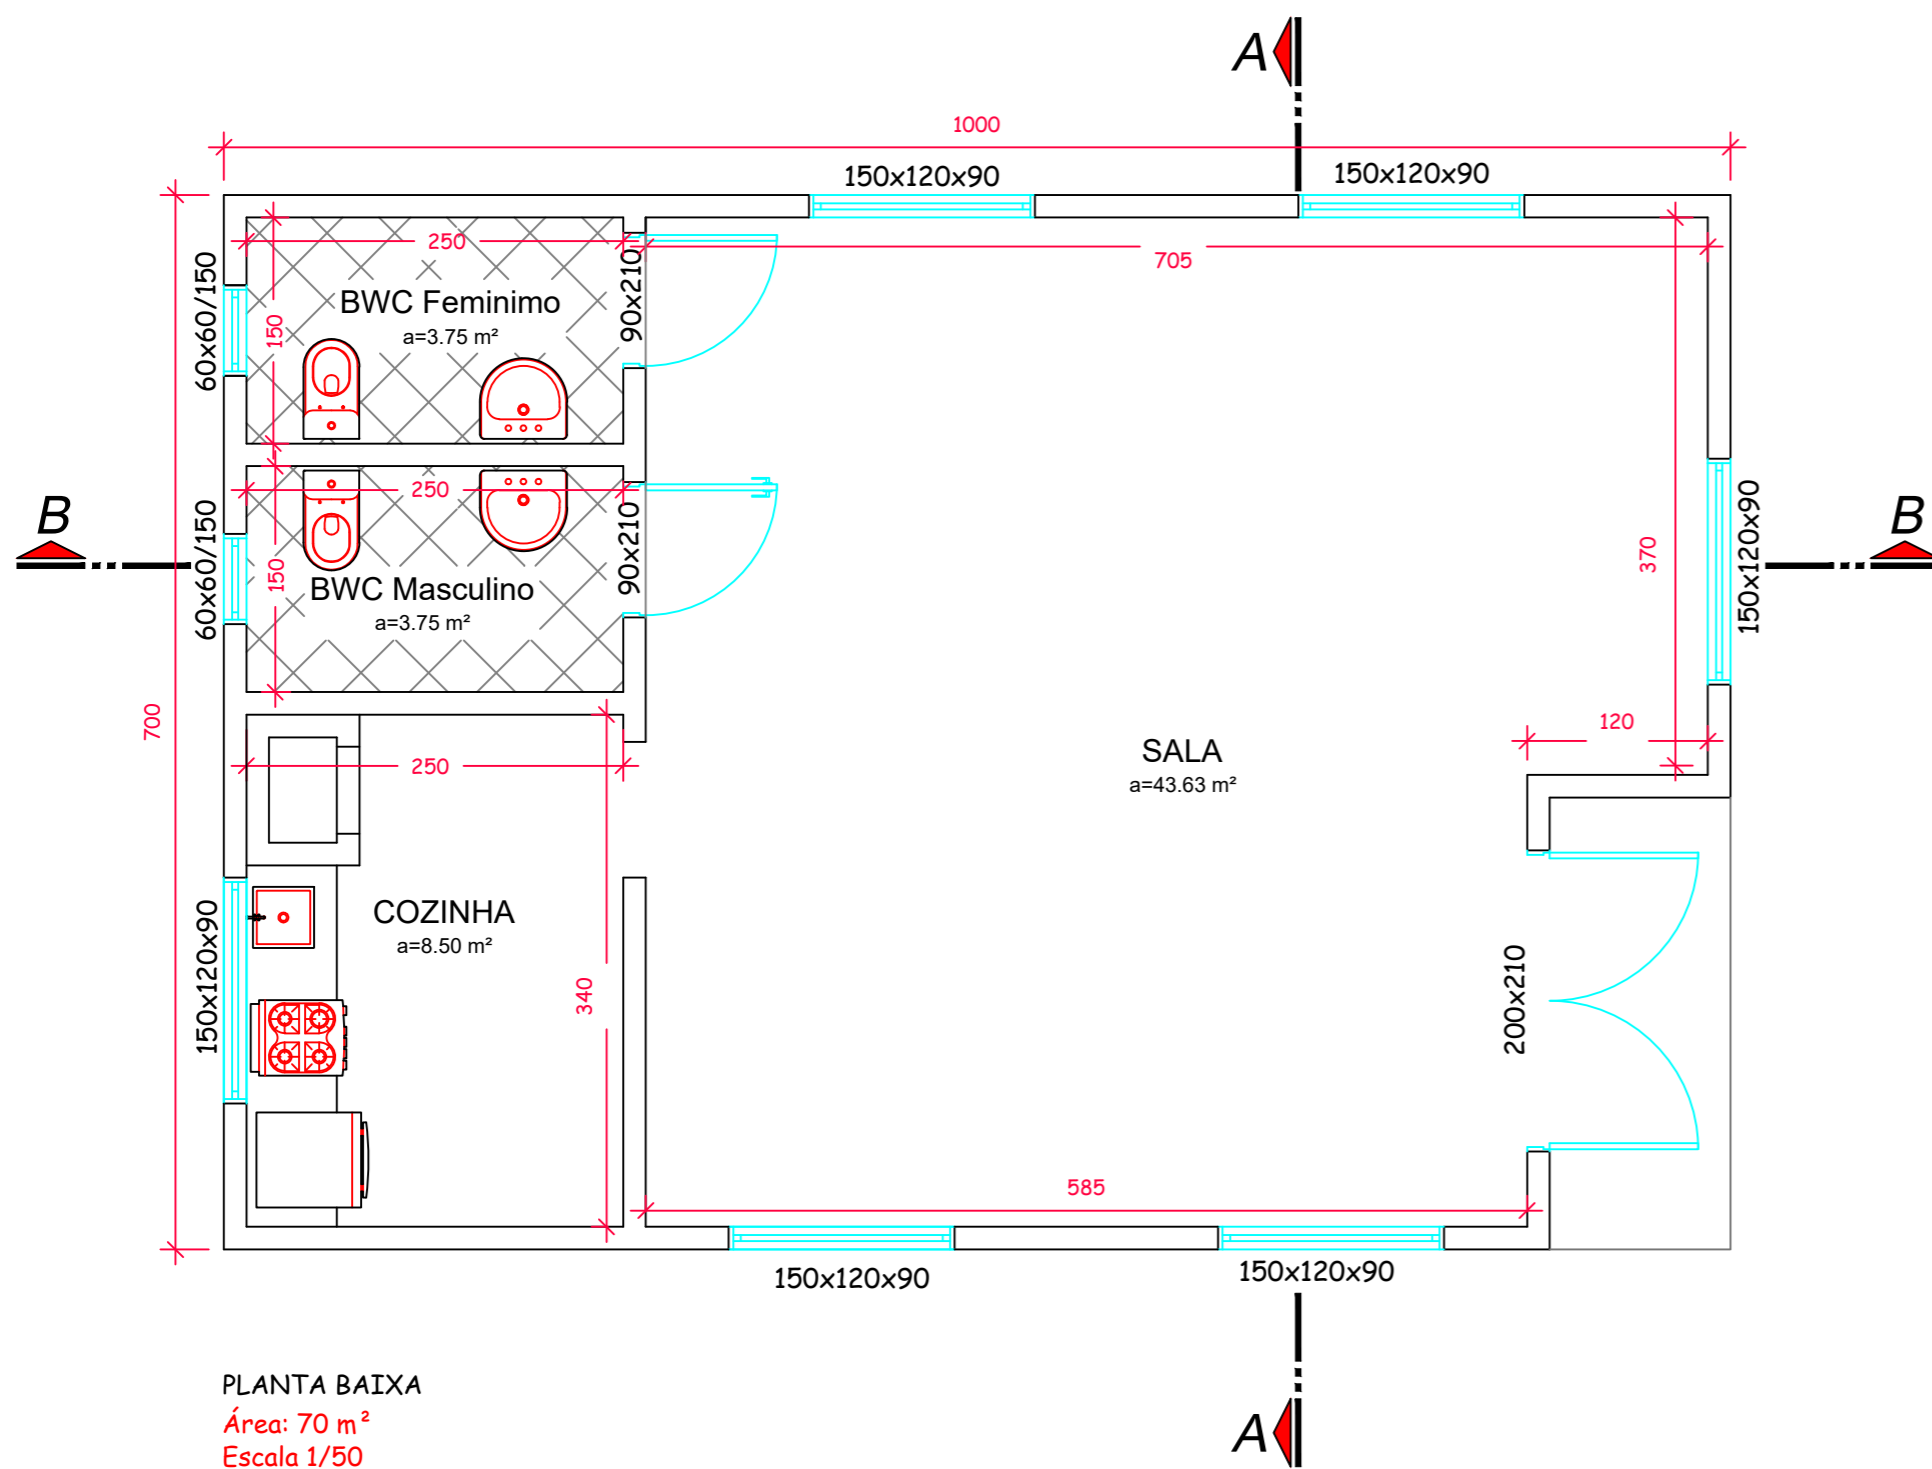 A
1000
150x120x90
150x120x90
250
705
60x60/150
150
BWC Feminimo
a=3.75 m²
90x210
B
250
60x60/150
150
BWC Masculino
a=3.75 m²
90x210
370
150x120x90
B
700
250
120
SALA
a=43.63 m²
COZINHA
a=8.50 m²
150x120x90
340
200x210
585
150x120x90
150x120x90
PLANTA BAIXA
Área: 70 m²
Escala 1/50
A